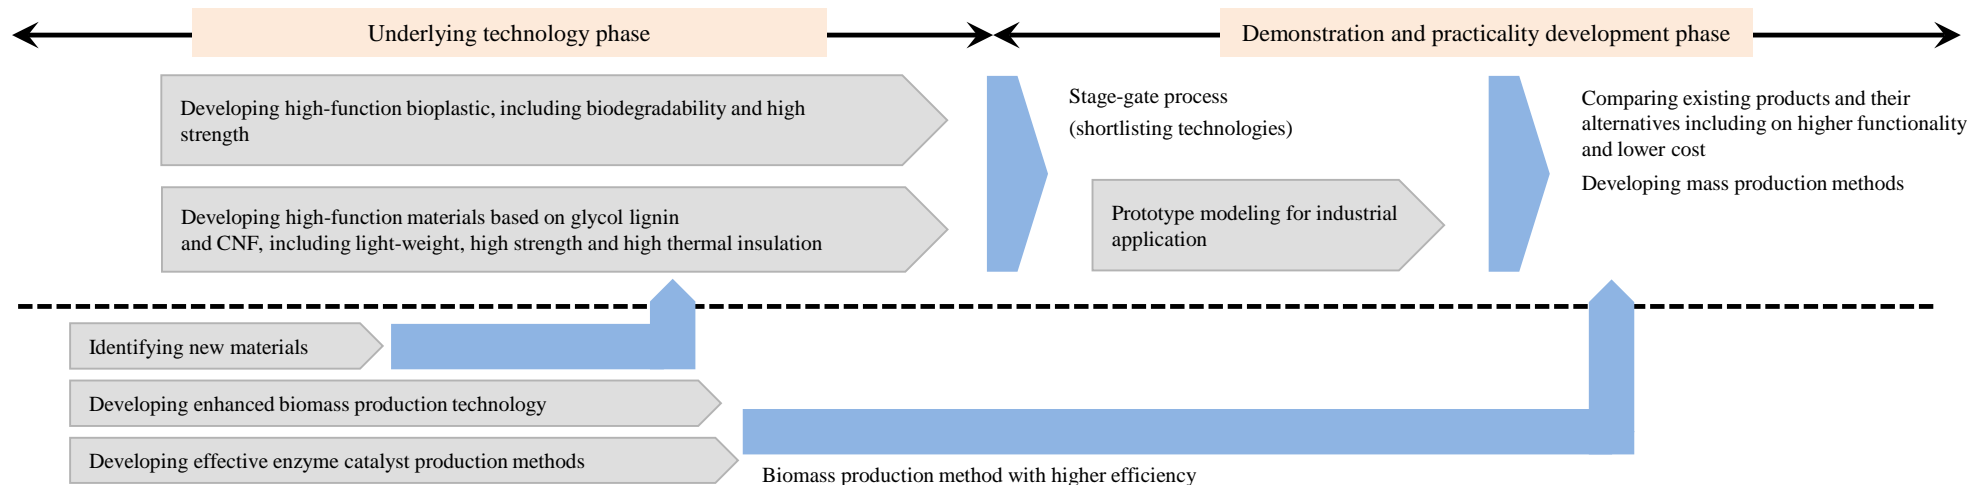 Underlying technology phase
Demonstration and practicality development phase
Developing high-function bioplastic, including biodegradability and high
strength
Developing high-function materials based on glycol lignin
and CNF, including light-weight, high strength and high thermal insulation
Stage-gate process
(shortlisting technologies)
Prototype modeling for industrial
application
Comparing existing products and their
alternatives including on higher functionality
and lower cost
Developing mass production methods
Identifying new materials
Developing enhanced biomass production technology
Developing effective enzyme catalyst production methods
Biomass production method with higher efficiency